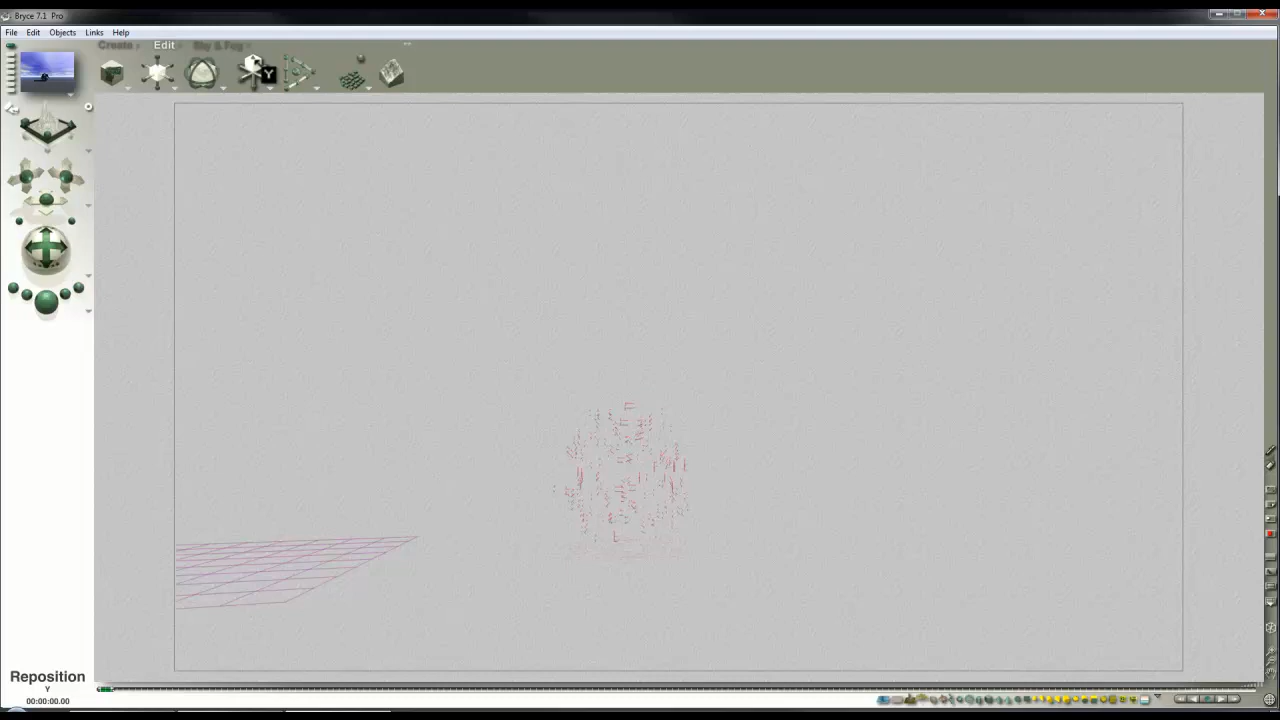 Bryce 7.1 Pro
File Edit Objects Links Help
Create Edit Sky & Fog
Y
Reposition
Y
00:00:00.00